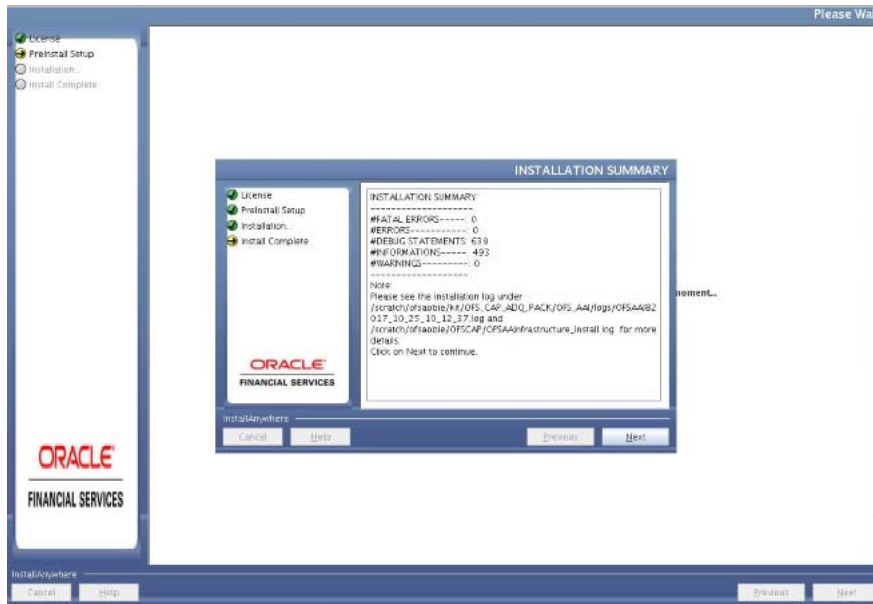 Please Wa
License
Preinstall Setup
Installation...
Install Complete
INSTALLATION SUMMARY
License
Preinstall Setup
Installation...
Install Complete
INSTALLATION SUMMARY
--------------------
#FATAL ERRORS-----: 0
#ERRORS-----------: 0
#DEBUG STATEMENTS: 639
#INFORMATIONS-----: 493
#WARNINGS---------: 0
-------------------
Note:
Please see the installation log under
/scratch/ofsaobie/kit/OFS_CAP_ADQ_PACK/OFS_AAI/logs/OFSAAI82
017_10_25_10_12_37.log and
/scratch/ofsaobie/OFSCAP/OFSAAInfrastructure_Install.log for more
details.
Click on Next to continue.
noment...
ORACLE
FINANCIAL SERVICES
InstallAnywhere
Cancel Help Previous Next
ORACLE
FINANCIAL SERVICES
InstallAnywhere
Cancel Help Previous Next